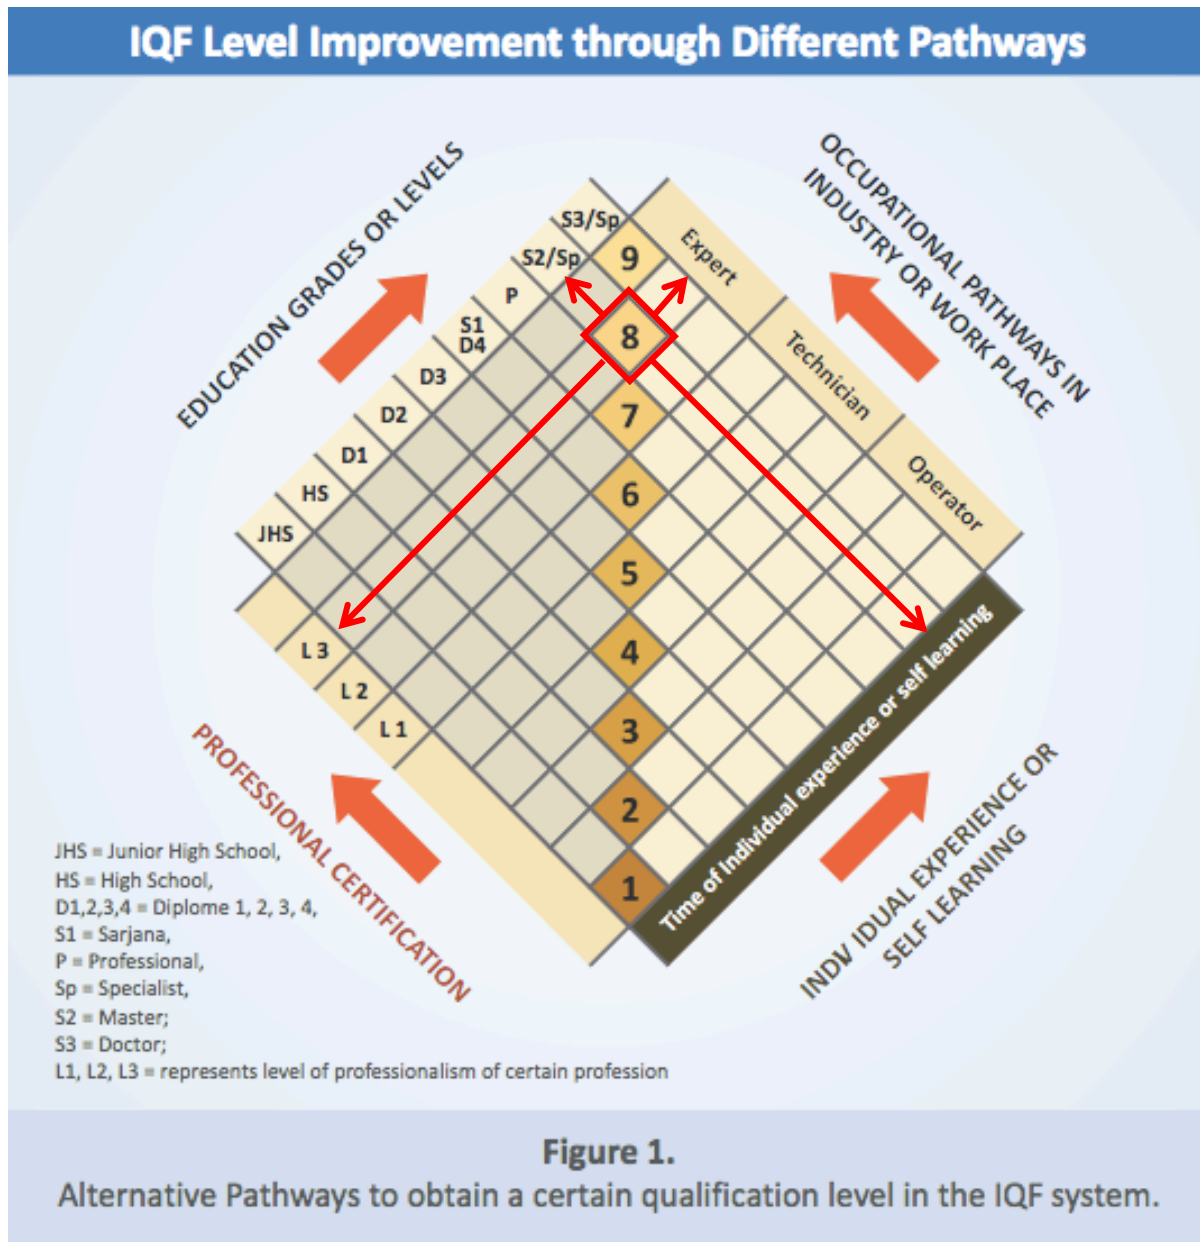 IQF Level Improvement through Different Pathways
EDUCATION GRADES OR LEVELS
OCCUPATIONAL PATHWAYS IN
INDUSTRY OR WORK PLACE
S3/Sp
S2/Sp
P
S1
D4
D3
D2
D1
HS
JHS
Expert
Technician
Operator
9
8
7
6
5
4
3
2
1
L 3
L 2
L 1
Time of Individual experience or self learning
PROFESSIONAL CERTIFICATION
INDV IDUAL EXPERIENCE OR
SELF LEARNING
JHS = Junior High School,
HS = High School,
D1,2,3,4 = Diplome 1, 2, 3, 4,
S1 = Sarjana,
P = Professional,
Sp = Specialist,
S2 = Master;
S3 = Doctor;
L1, L2, L3 = represents level of professionalism of certain profession
Figure 1.
Alternative Pathways to obtain a certain qualification level in the IQF system.